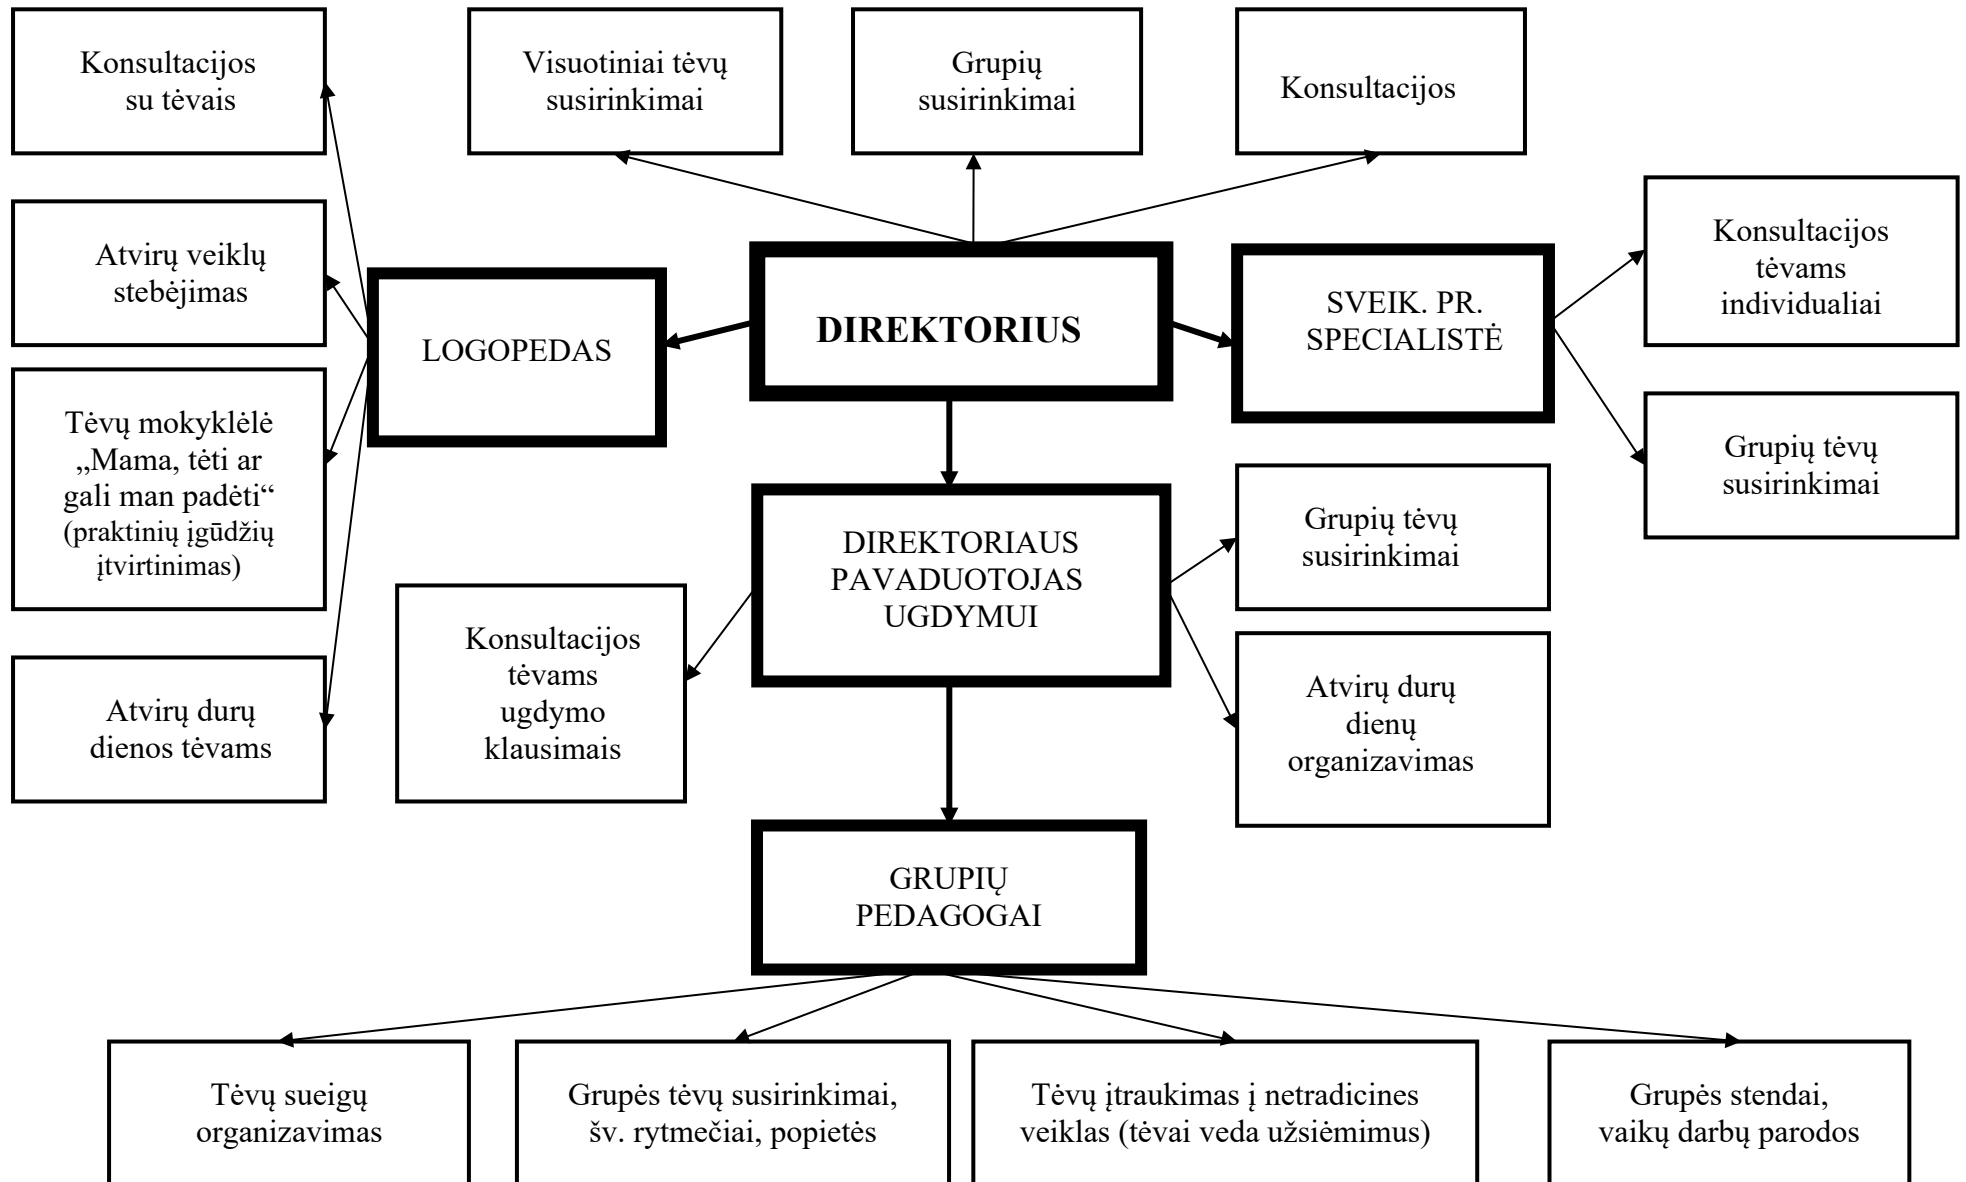 Konsultacijos
su tėvais
Visuotiniai tėvų
susirinkimai
Grupių
susirinkimai
Konsultacijos
Atvirų veiklų
stebėjimas
LOGOPEDAS
DIREKTORIUS
SVEIK. PR.
SPECIALISTĖ
Konsultacijos
tėvams
individualiai
Tėvų mokyklėlė
„Mama, tėti ar
gali man padėti“
(praktinių įgūdžių
įtvirtinimas)
Grupių tėvų
susirinkimai
DIREKTORIAUS
PAVADUOTOJAS
UGDYMUI
Grupių tėvų
susirinkimai
Konsultacijos
tėvams
ugdymo
klausimais
Atvirų durų
dienos tėvams
Atvirų durų
dienų
organizavimas
GRUPIŲ
PEDAGOGAI
Tėvų sueigų
organizavimas
Grupės tėvų susirinkimai,
šv. rytmečiai, popietės
Tėvų įtraukimas į netradicines
veiklas (tėvai veda užsiėmimus)
Grupės stendai,
vaikų darbų parodos